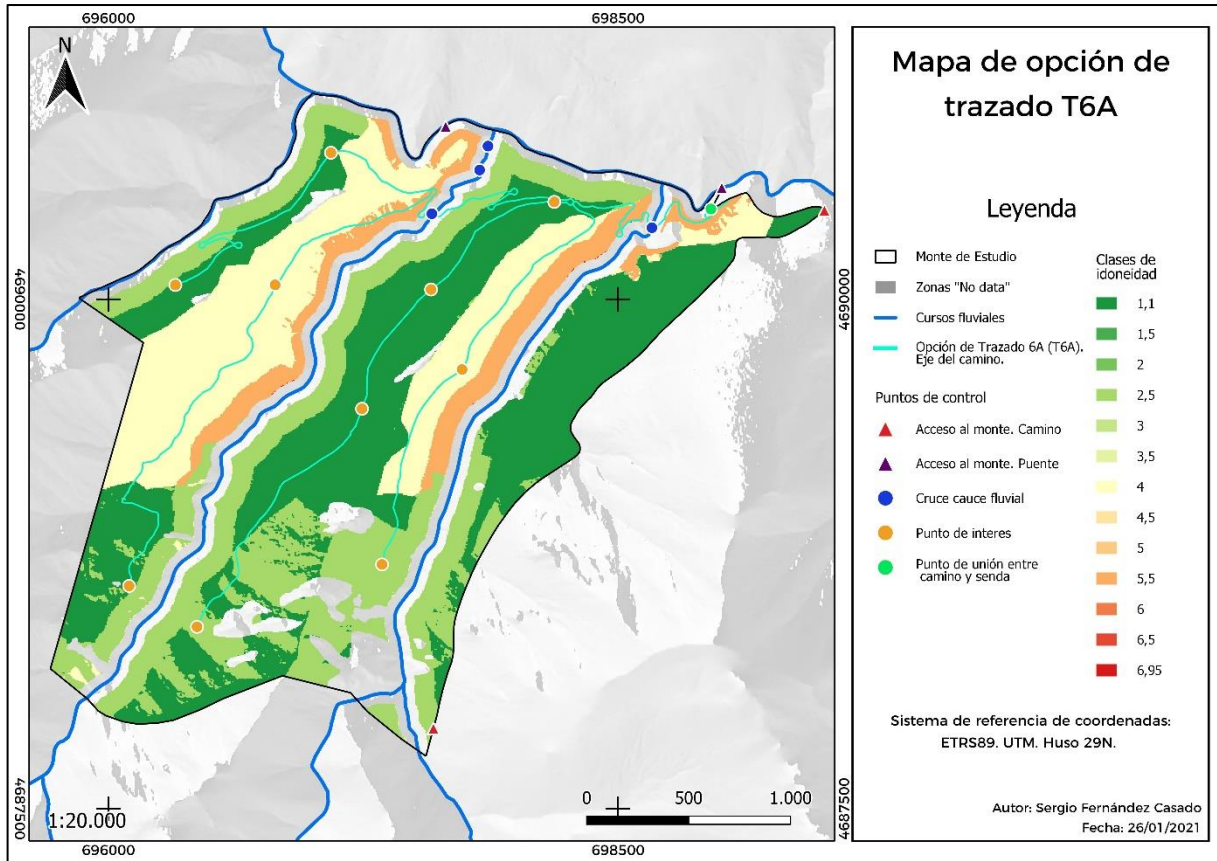 696000
698500
N
4690000
4690000
4687500
4687500
1:20.000
0 500 1.000
696000
698500
Mapa de opción de
trazado T6A
Leyenda
Monte de Estudio
Zonas "No data"
Cursos fluviales
Opción de Trazado 6A (T6A).
Eje del camino.
Puntos de control
Acceso al monte. Camino
Acceso al monte. Puente
Cruce cauce fluvial
Punto de interes
Punto de unión entre
camino y senda
Clases de
idoneidad
1,1
1,5
2
2,5
3
3,5
4
4,5
5
5,5
6
6,5
6,95
Sistema de referencia de coordenadas:
ETRS89. UTM. Huso 29N.
Autor: Sergio Fernández Casado
Fecha: 26/01/2021